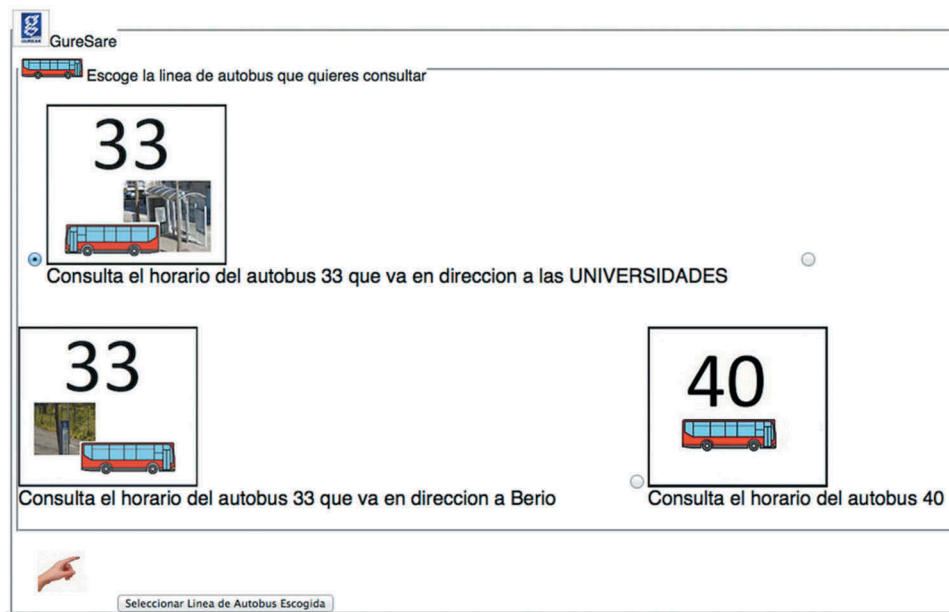 GureSare
Escoge la linea de autobus que quieres consultar
33
Consulta el horario del autobus 33 que va en direccion a las UNIVERSIDADES
33
Consulta el horario del autobus 33 que va en direccion a Berio
40
Consulta el horario del autobus 40
Seleccionar Linea de Autobus Escogida